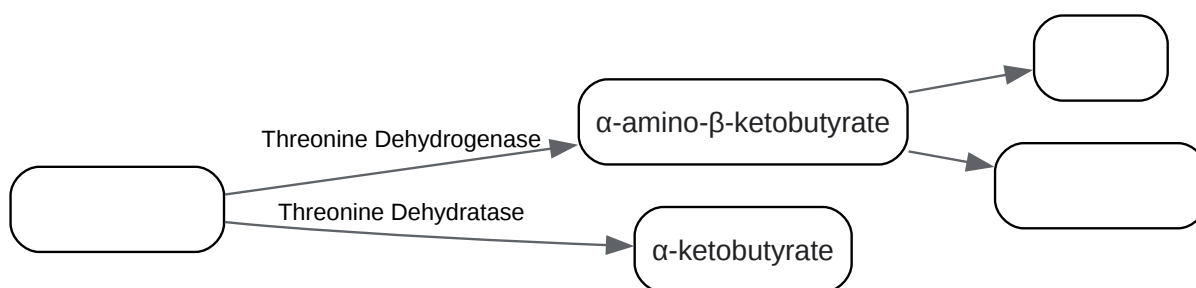 Threonine Dehydrogenase
α-amino-β-ketobutyrate
Threonine Dehydratase
α-ketobutyrate